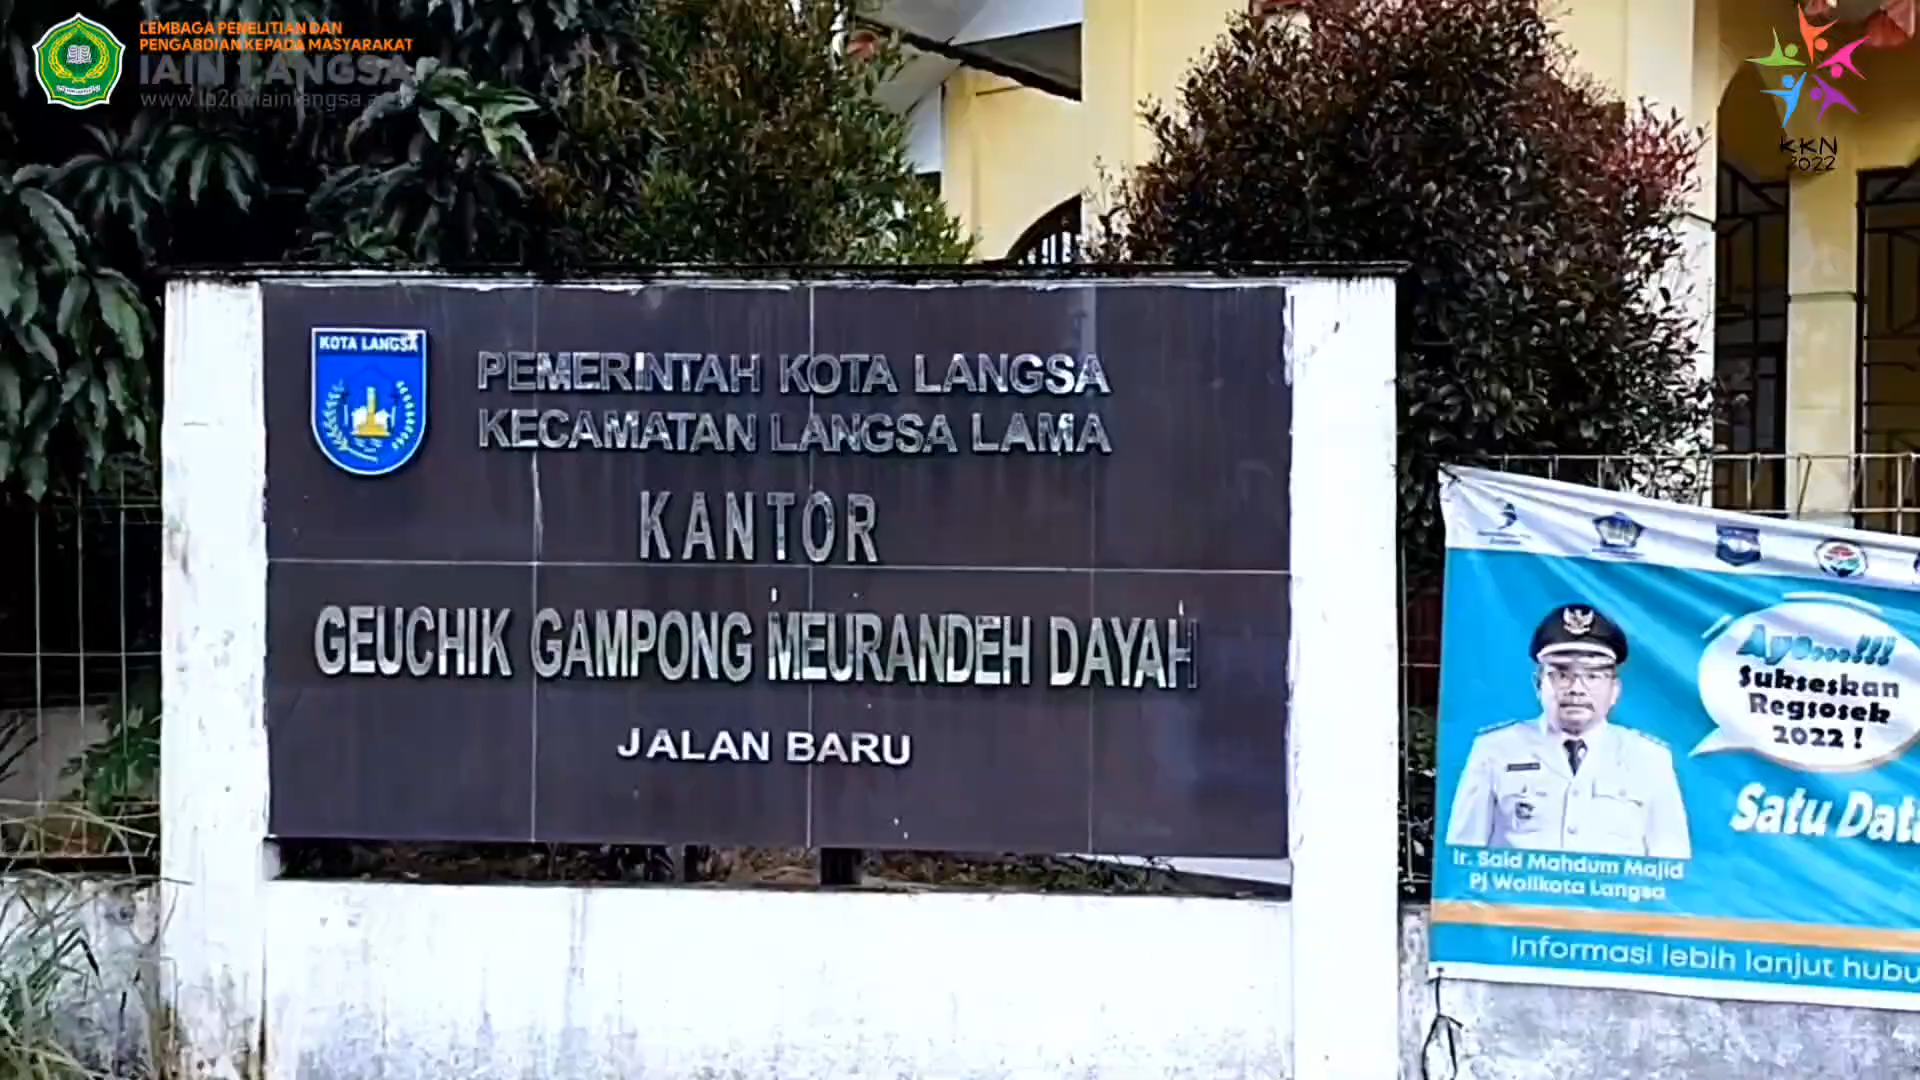 LEMBAGA PENELITIAN DAN
PENGABDIAN KEPADA MASYARAKAT
IAIN LANGSA
KKN
2022
KOTA LANGSA
PEMERINTAH KOTA LANGSA
KECAMATAN LANGSA LAMA
KANTOR
GEUCHIK GAMPONG MEURANDEH DAYAH
JALAN BARU
Ayo....!!!
Sukseskan
Regsosek
2022 !
Satu Dat
Ir. Said Mahdum Majid
Pj Walikota Langsa
Informasi lebih lanjut hubu